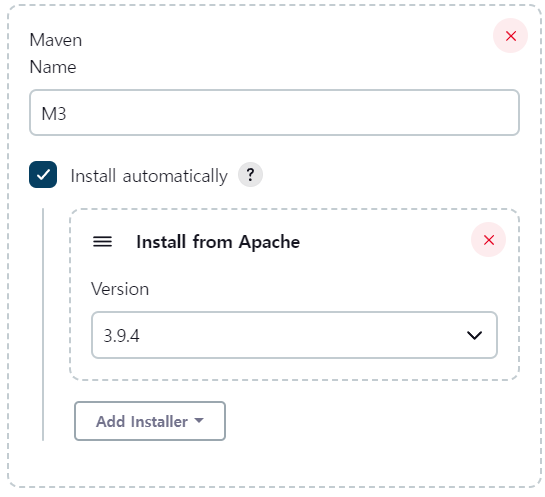 Maven
Name
M3
Install automatically ?
Install from Apache
Version
3.9.4
Add Installer